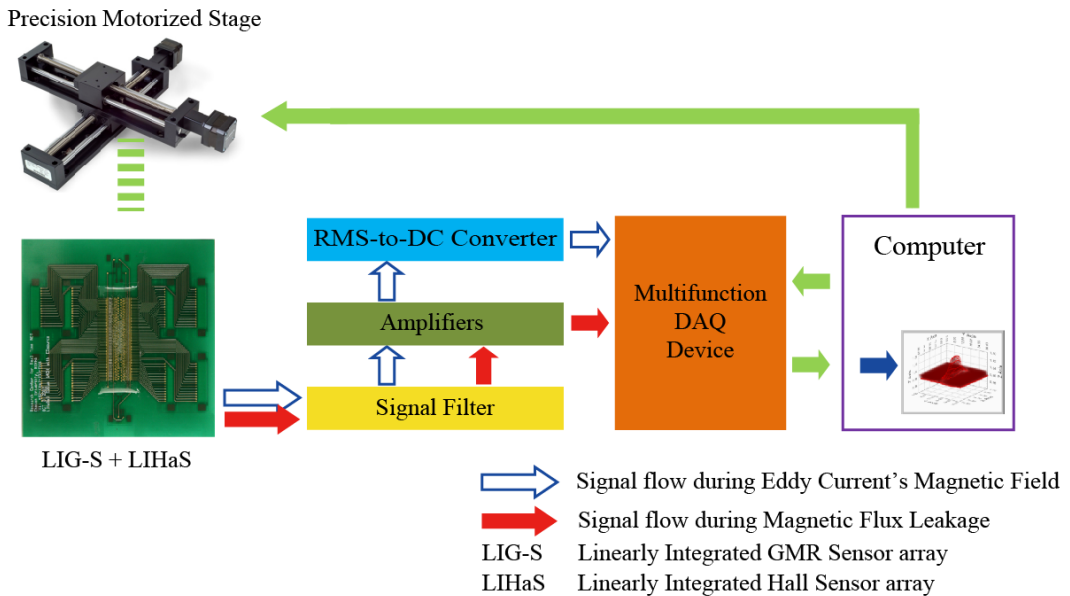 Precision Motorized Stage
RMS-to-DC Converter
Amplifiers
Signal Filter
Multifunction
DAQ
Device
Computer
LIG-S + LIHaS
Signal flow during Eddy Current’s Magnetic Field
Signal flow during Magnetic Flux Leakage
LIG-S Linearly Integrated GMR Sensor array
LIHaS Linearly Integrated Hall Sensor array